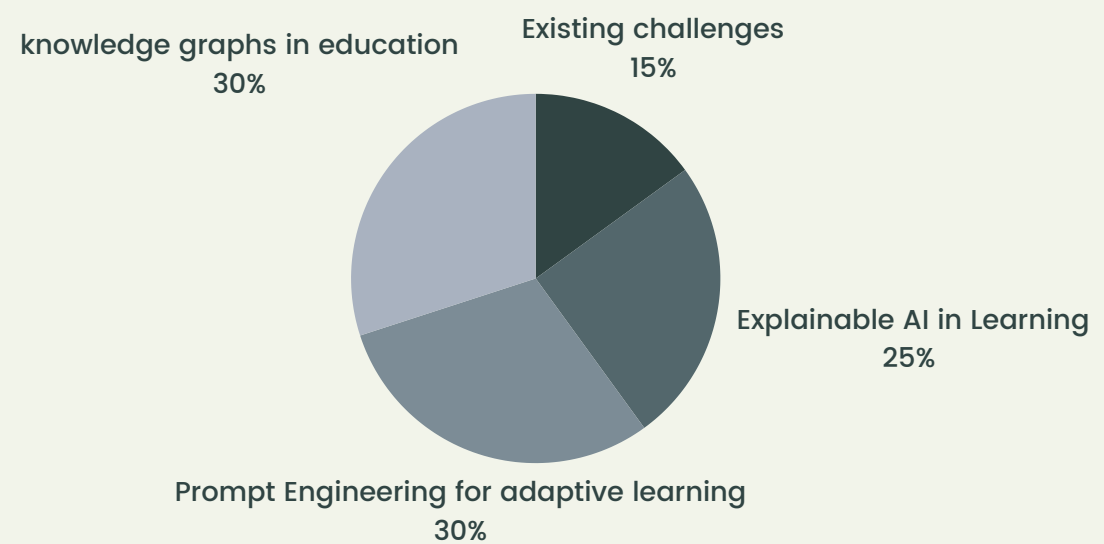 knowledge graphs in education
30%
Existing challenges
15%
Explainable AI in Learning
25%
Prompt Engineering for adaptive learning
30%